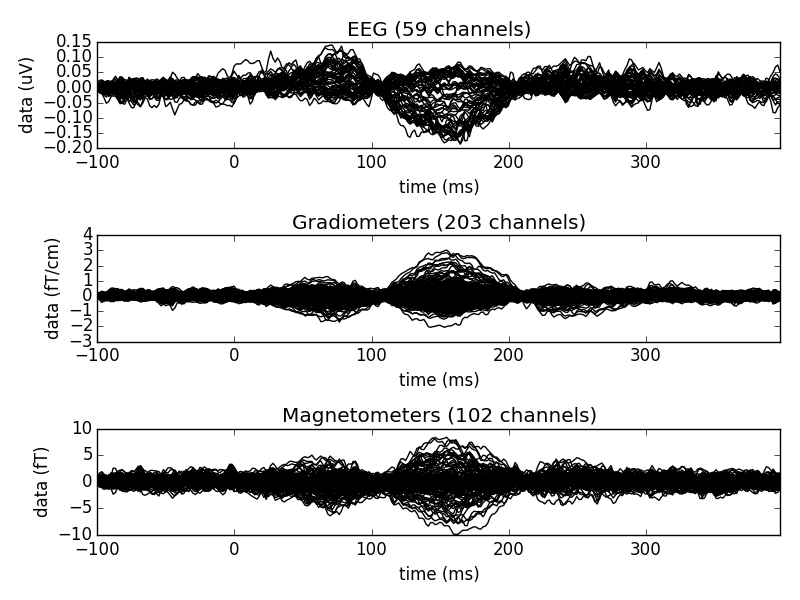 EEG (59 channels)
0.15
0.10
0.05
0.00
−0.05
−0.10
−0.15
−0.20
data (uV)
−100 0 100 200 300
time (ms)
Gradiometers (203 channels)
4
3
2
1
0
−1
−2
−3
data (fT/cm)
−100 0 100 200 300
time (ms)
Magnetometers (102 channels)
10
5
0
−5
−10
data (fT)
−100 0 100 200 300
time (ms)